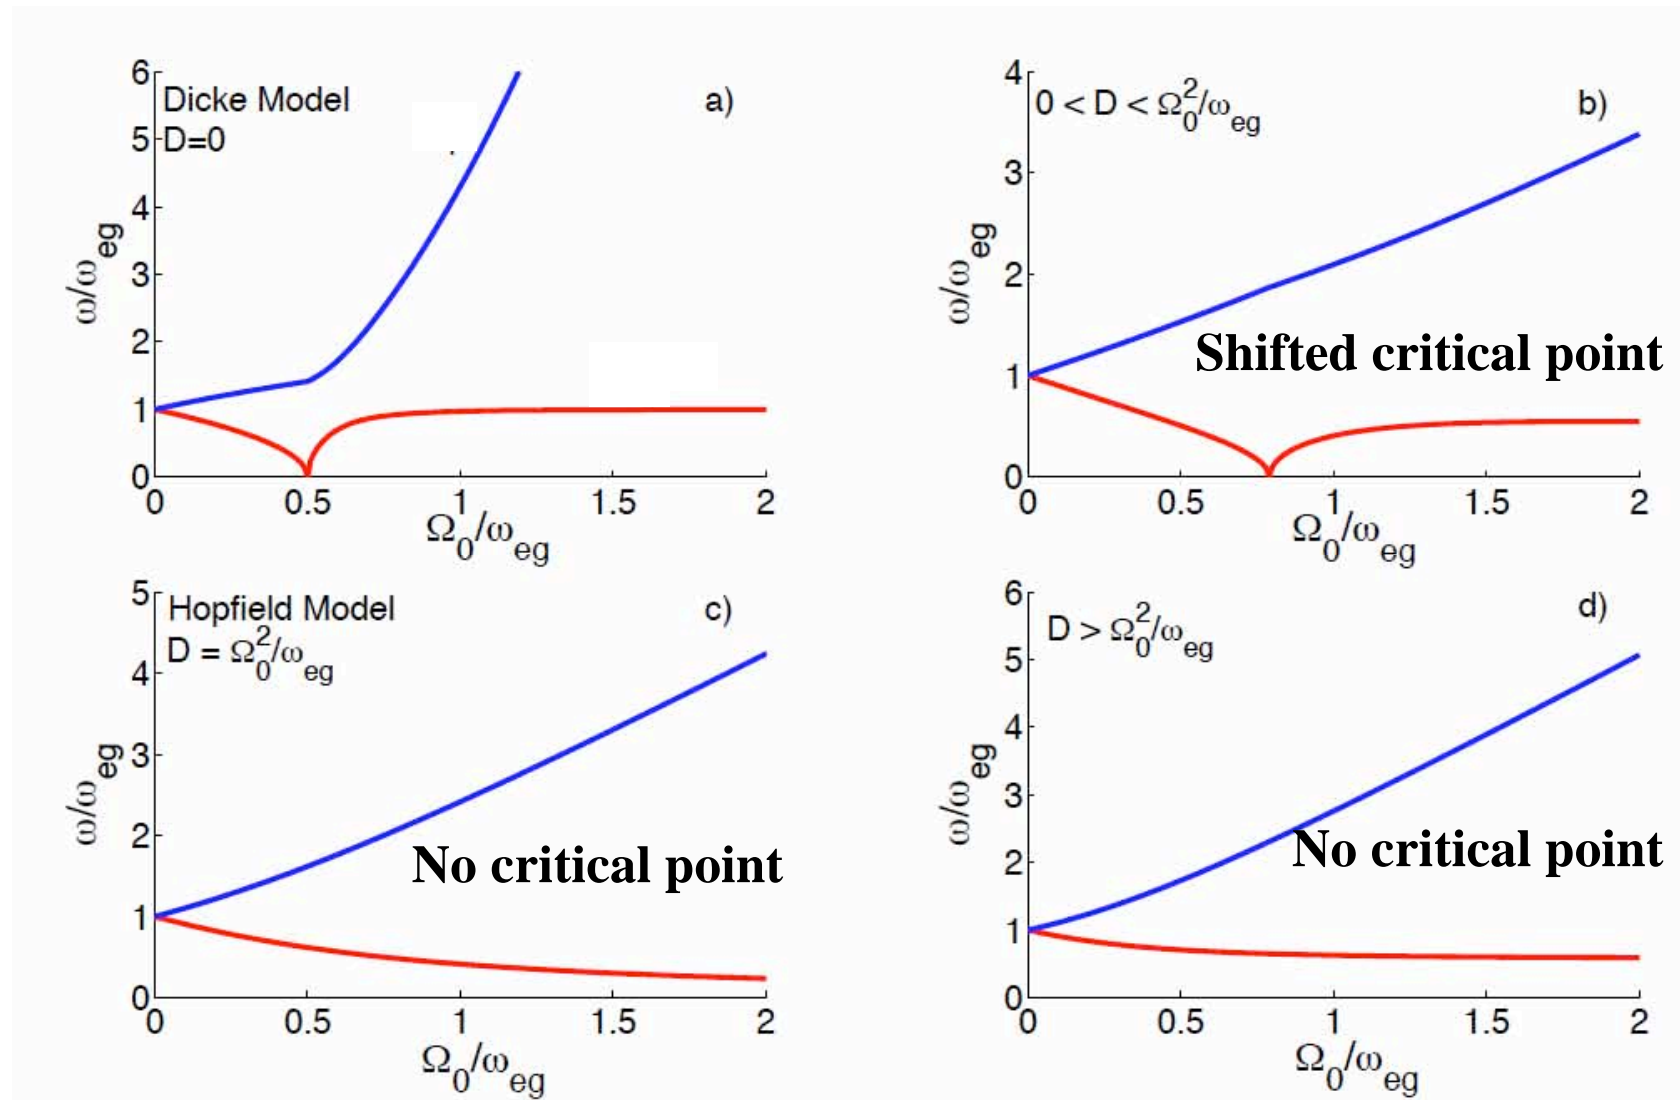 Dicke Model
D=0
a)
6
5
4
3
2
1
0
ω/ω_eg
0 0.5 1 1.5 2
Ω_0/ω_eg
0 < D < Ω_0^2/ω_eg
b)
4
3
2
1
0
ω/ω_eg
Shifted critical point
0 0.5 1 1.5 2
Ω_0/ω_eg
Hopfield Model
D = Ω_0^2/ω_eg
c)
5
4
3
2
1
0
ω/ω_eg
No critical point
0 0.5 1 1.5 2
Ω_0/ω_eg
D > Ω_0^2/ω_eg
d)
6
5
4
3
2
1
0
ω/ω_eg
No critical point
0 0.5 1 1.5 2
Ω_0/ω_eg